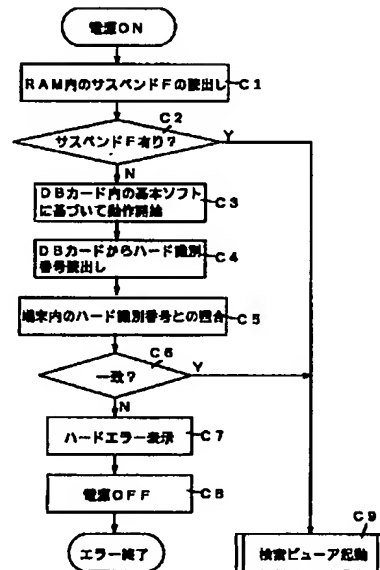 電源ON
RAM内のサスペンドFの読出し
C1
C2
サスペンドF有り?
Y
N
DBカード内の基本ソフト
に基づいて動作開始
C3
DBカードからハード識別
番号読出し
C4
端末内のハード識別番号との照合
C5
C6
一致?
Y
N
ハードエラー表示
C7
電源OFF
C8
C9
エラー終了
検索ビューア起動